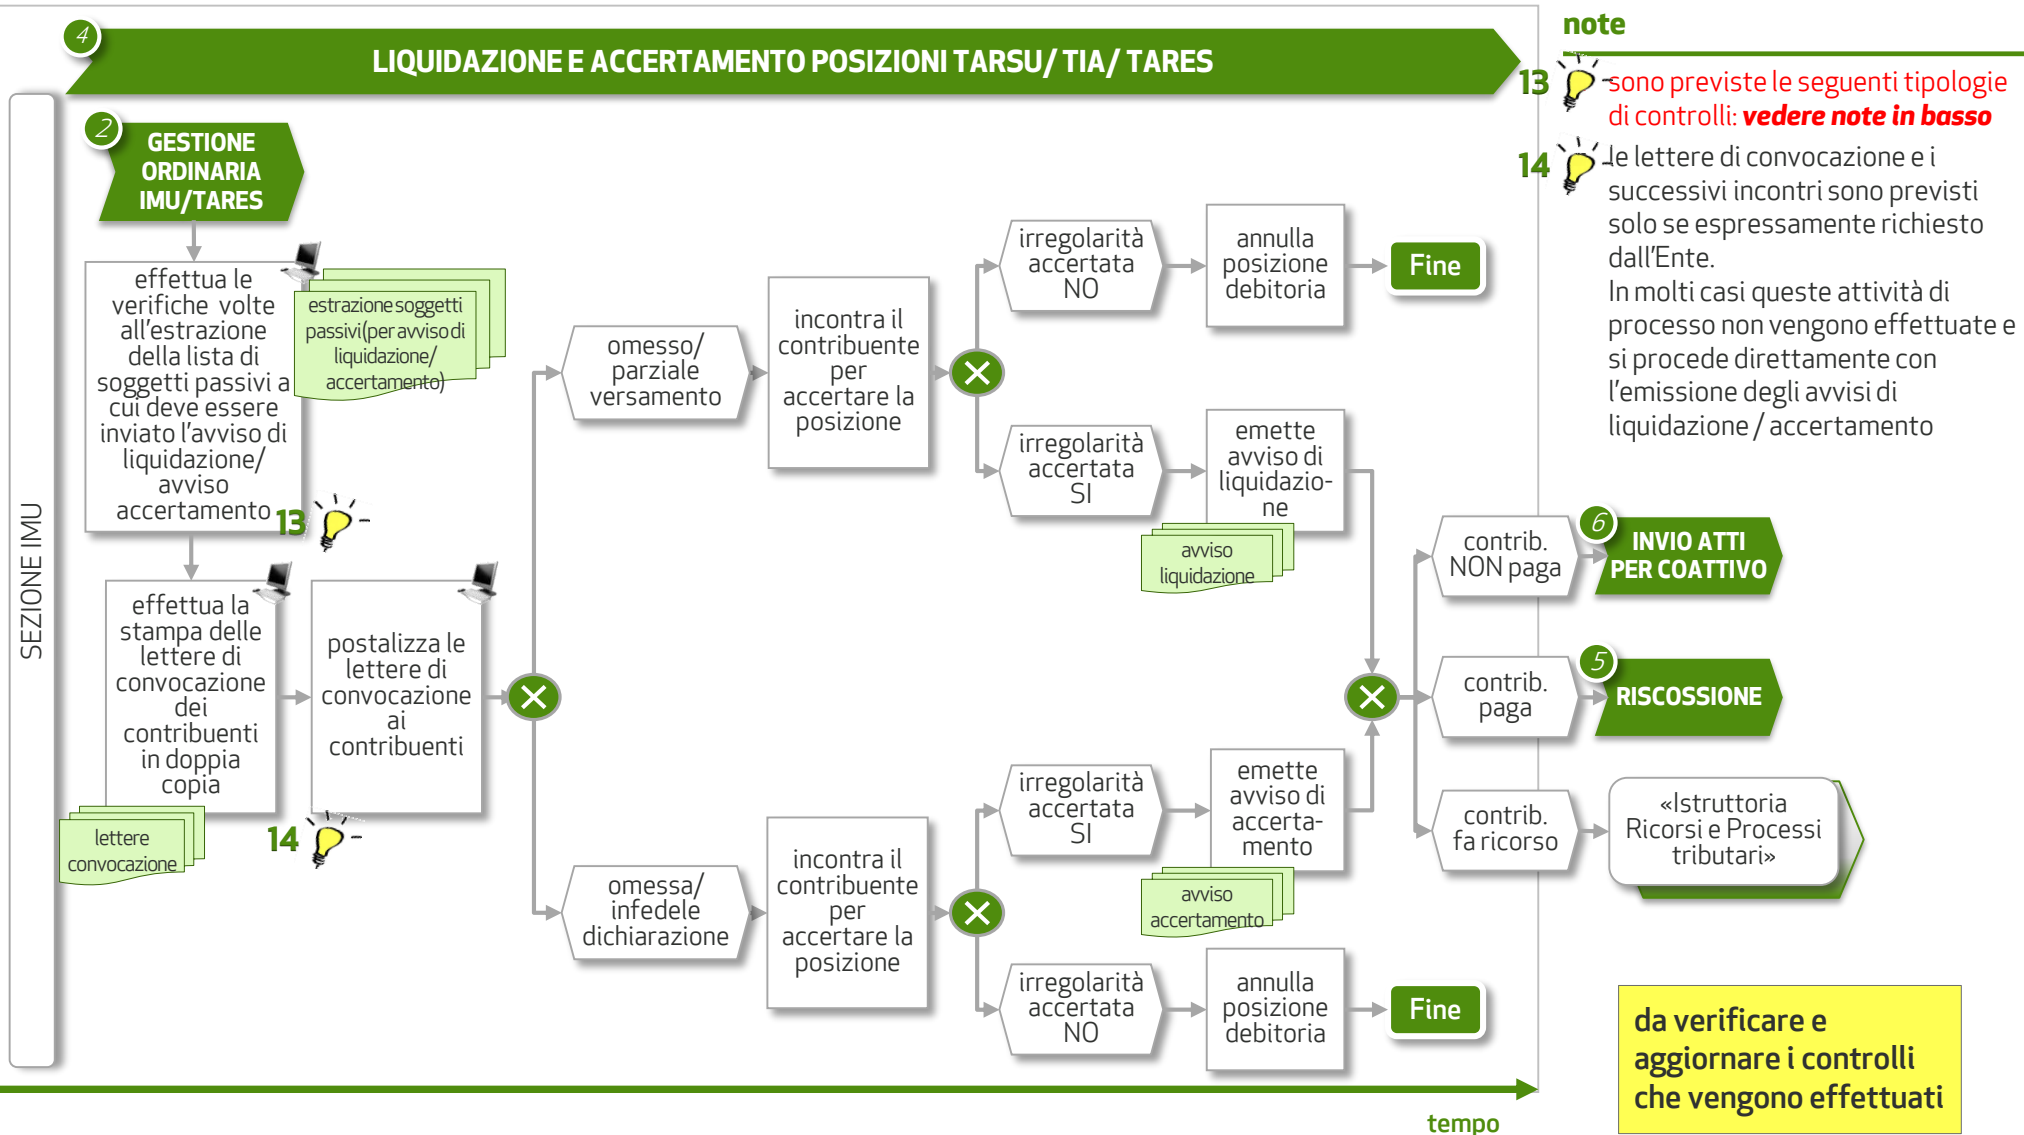 4
LIQUIDAZIONE E ACCERTAMENTO POSIZIONI TARSU/ TIA/ TARES
SEZIONE IMU
2
GESTIONE
ORDINARIA
IMU/TARES
effettua le
verifiche volte
all'estrazione
della lista di
soggetti passivi a
cui deve essere
inviato l'avviso di
liquidazione/
avviso
accertamento
13
estrazione soggetti
passivi(per avviso di
liquidazione/
accertamento)
effettua la
stampa delle
lettere di
convocazione
dei
contribuenti
in doppia
copia
lettere
convocazione
14
postalizza le
lettere di
convocazione
ai
contribuenti
omesso/
parziale
versamento
incontra il
contribuente
per
accertare la
posizione
irregolarità
accertata
NO
annulla
posizione
debitoria
Fine
irregolarità
accertata
SI
emette
avviso di
liquidazio-
ne
avviso
liquidazione
omessa/
infedele
dichiarazione
incontra il
contribuente
per
accertare la
posizione
irregolarità
accertata
SI
emette
avviso di
accerta-
mento
avviso
accertamento
irregolarità
accertata
NO
annulla
posizione
debitoria
Fine
contrib.
NON paga
6
INVIO ATTI
PER COATTIVO
contrib.
paga
5
RISCOSSIONE
contrib.
fa ricorso
«Istruttoria
Ricorsi e Processi
tributari»
tempo
note
13
sono previste le seguenti tipologie
di controlli: vedere note in basso
14
le lettere di convocazione e i
successivi incontri sono previsti
solo se espressamente richiesto
dall'Ente.
In molti casi queste attività di
processo non vengono effettuate e
si procede direttamente con
l'emissione degli avvisi di
liquidazione / accertamento
da verificare e
aggiornare i controlli
che vengono effettuati